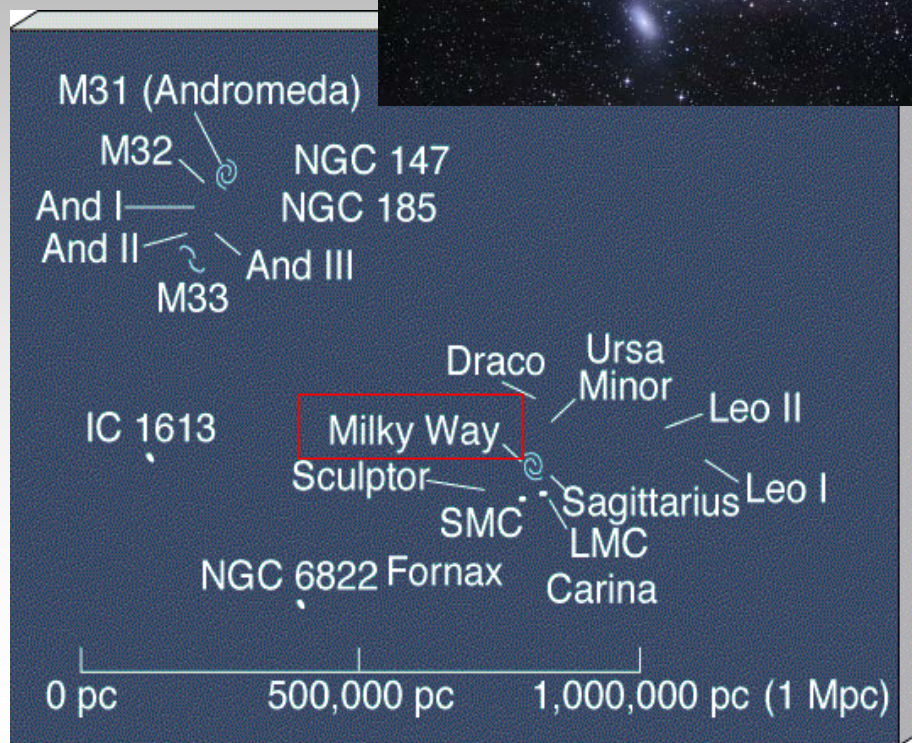 M31 (Andromeda)
M32
NGC 147
And I
NGC 185
And II
And III
M33
Draco
Ursa
Minor
Leo II
IC 1613
Milky Way
Sculptor
Sagittarius
Leo I
SMC
LMC
NGC 6822
Fornax
Carina
0 pc
500,000 pc
1,000,000 pc (1 Mpc)